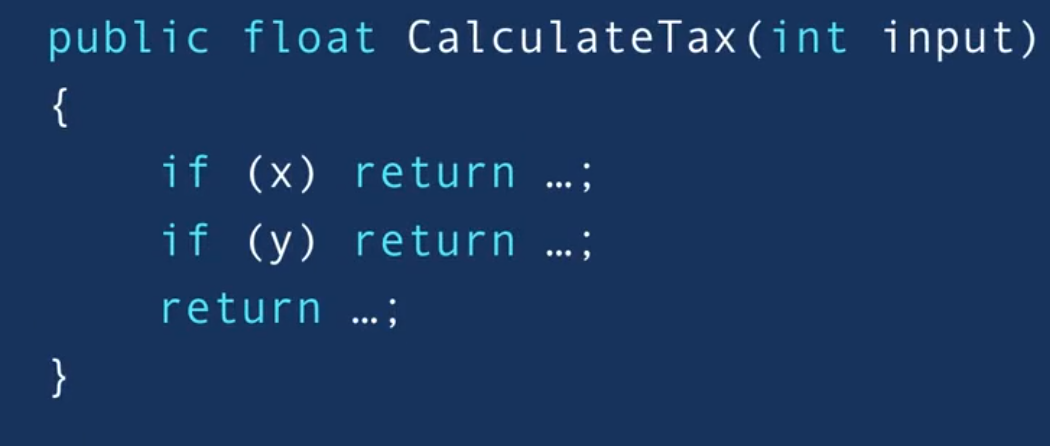 public float CalculateTax(int input)
{
    if (x) return …;
    if (y) return …;
    return …;
}